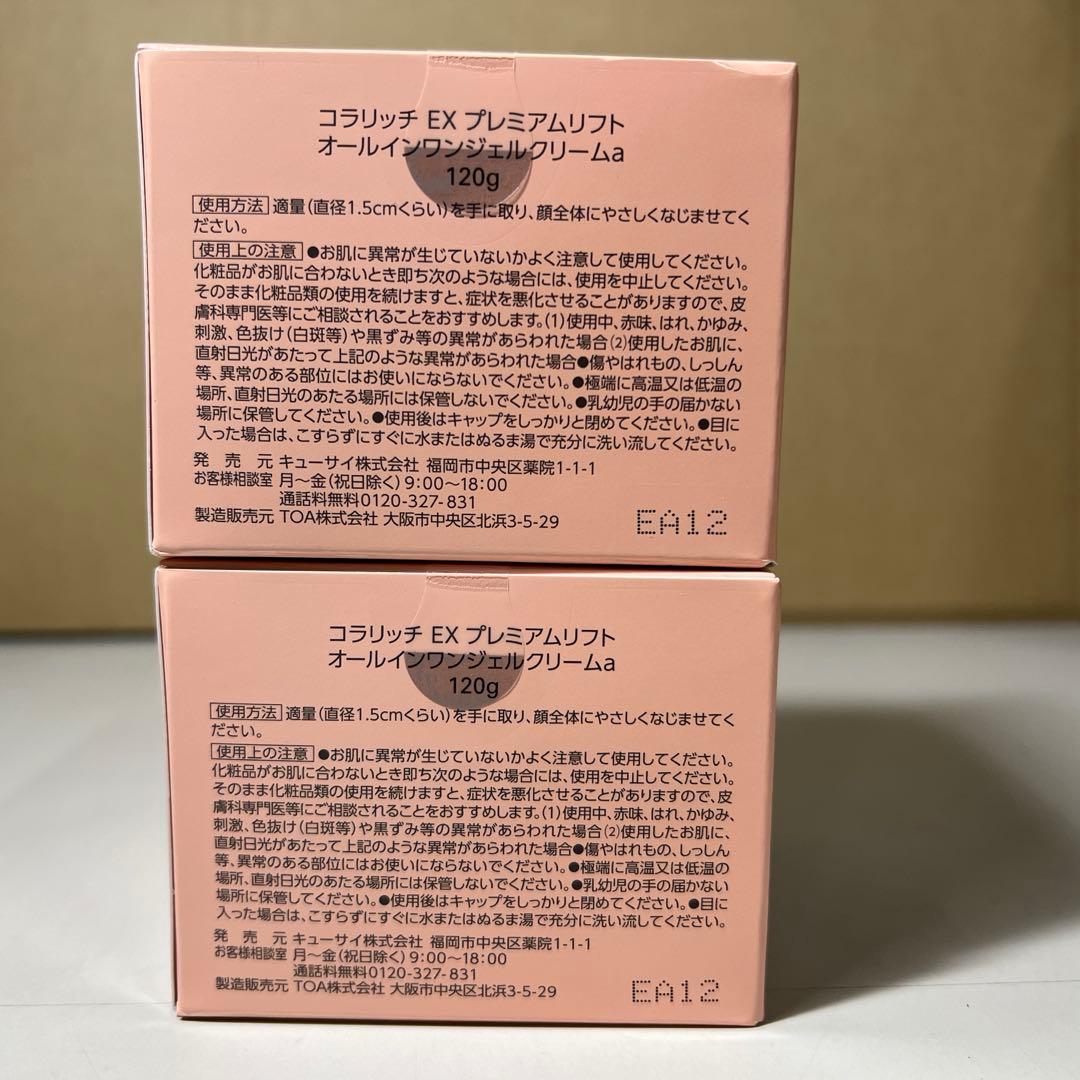 コラリッチ EX プレミアムリフト
オールインワンジェルクリームa
120g
使用方法 適量(直径1.5cmくらい)を手に取り、顔全体にやさしくなじませてく
ださい。
使用上の注意 ●お肌に異常が生じていないかよく注意して使用してください。
化粧品がお肌に合わないとき即ち次のような場合には、使用を中止してください。
そのまま化粧品類の使用を続けますと、症状を悪化させることがありますので、皮
膚科専門医等にご相談されることをおすすめします。(1)使用中、赤味、はれ、かゆみ、
刺激、色抜け(白斑等)や黒ずみ等の異常があらわれた場合(2)使用したお肌に、
直射日光があたって上記のような異常があらわれた場合●傷やはれもの、しっしん
等、異常のある部位にはお使いにならないでください。●極端に高温又は低温の
場所、直射日光のあたる場所には保管しないでください。●乳幼児の手の届かない
場所に保管してください。●使用後はキャップをしっかりと閉めてください。●目に
入った場合は、こすらずにすぐに水またはぬるま湯で充分に洗い流してください。
発売元 キューサイ株式会社 福岡市中央区薬院1-1-1
お客様相談室 月〜金(祝日除く)9:00〜18:00
通話料無料0120-327-831
製造販売元 TOA株式会社 大阪市中央区北浜3-5-29
EA12
コラリッチ EX プレミアムリフト
オールインワンジェルクリームa
120g
使用方法 適量(直径1.5cmくらい)を手に取り、顔全体にやさしくなじませてく
ださい。
使用上の注意 ●お肌に異常が生じていないかよく注意して使用してください。
化粧品がお肌に合わないとき即ち次のような場合には、使用を中止してください。
そのまま化粧品類の使用を続けますと、症状を悪化させることがありますので、皮
膚科専門医等にご相談されることをおすすめします。(1)使用中、赤味、はれ、かゆみ、
刺激、色抜け(白斑等)や黒ずみ等の異常があらわれた場合(2)使用したお肌に、
直射日光があたって上記のような異常があらわれた場合●傷やはれもの、しっしん
等、異常のある部位にはお使いにならないでください。●極端に高温又は低温の
場所、直射日光のあたる場所には保管しないでください。●乳幼児の手の届かない
場所に保管してください。●使用後はキャップをしっかりと閉めてください。●目に
入った場合は、こすらずにすぐに水またはぬるま湯で充分に洗い流してください。
発売元 キューサイ株式会社 福岡市中央区薬院1-1-1
お客様相談室 月〜金(祝日除く)9:00〜18:00
通話料無料0120-327-831
製造販売元 TOA株式会社 大阪市中央区北浜3-5-29
EA12